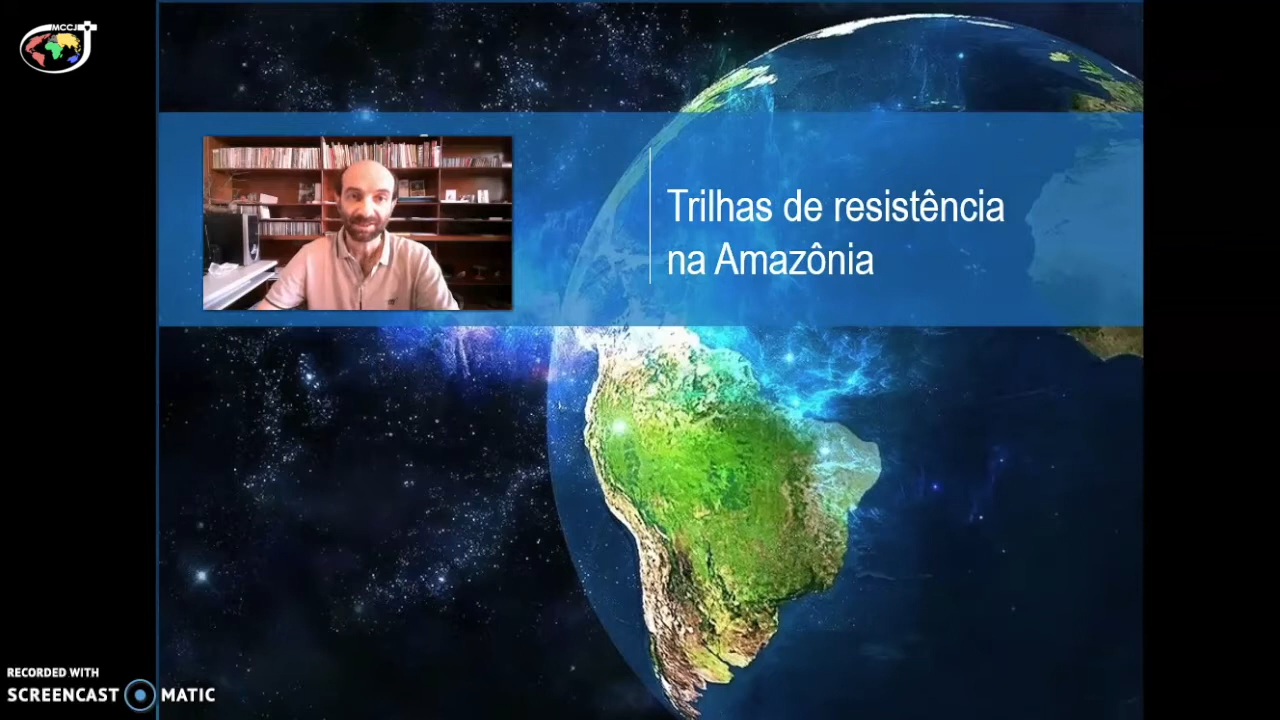 MCCJ
Trilhas de resistência
na Amazônia
RECORDED WITH
SCREENCAST MATIC